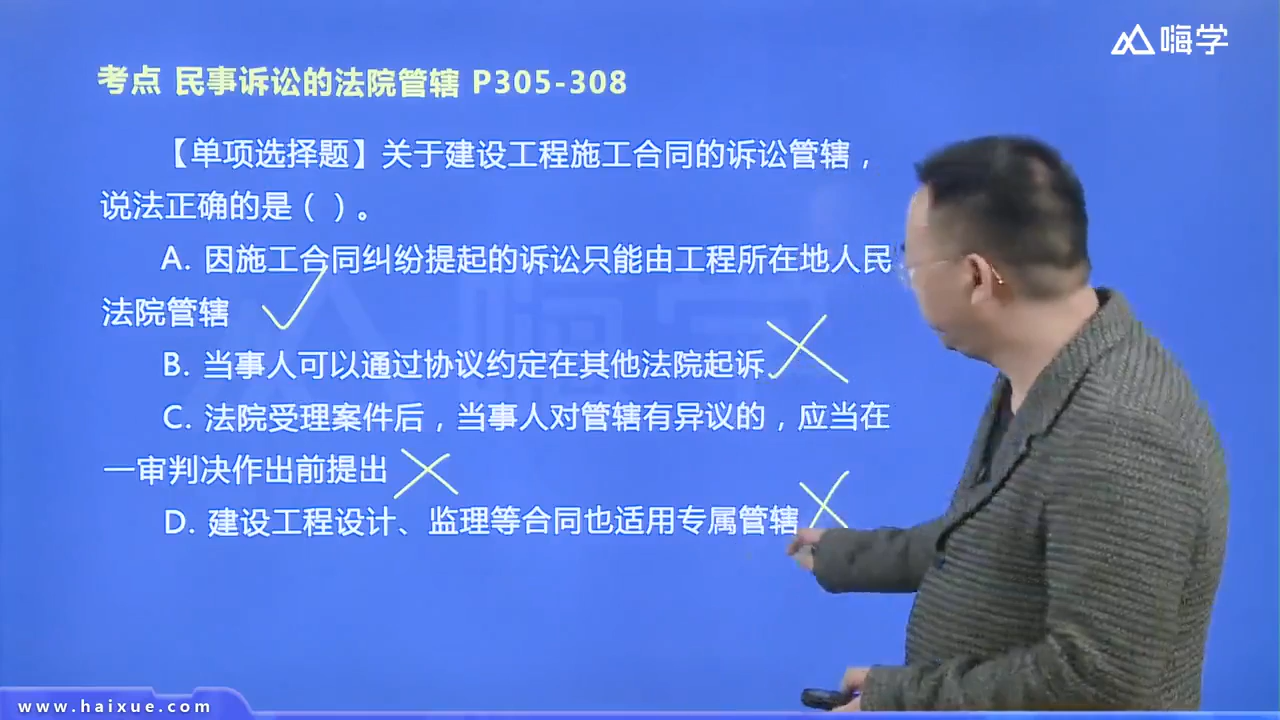 嗨学
考点 民事诉讼的法院管辖 P305-308
【单项选择题】关于建设工程施工合同的诉讼管辖，
说法正确的是（ ）。
A. 因施工合同纠纷提起的诉讼只能由工程所在地人民
法院管辖
B. 当事人可以通过协议约定在其他法院起诉
C. 法院受理案件后，当事人对管辖有异议的，应当在
一审判决作出前提出
D. 建设工程设计、监理等合同也适用专属管辖
www.haixue.com